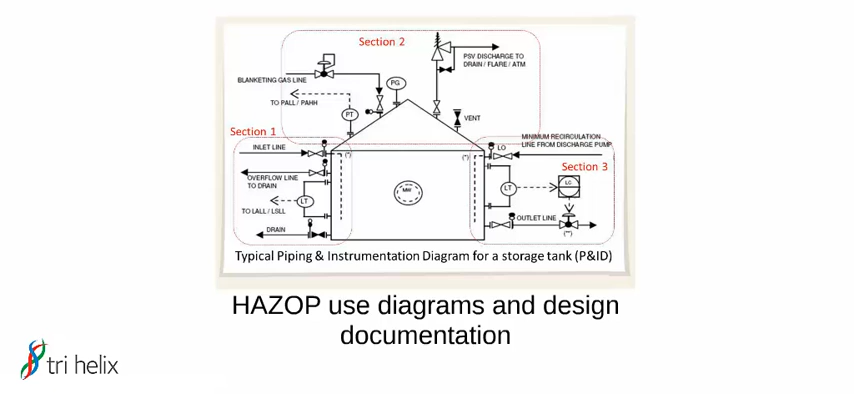 Section 2
PSV DISCHARGE TO
DRAIN / FLARE / ATM
BLANKETING GAS LINE
PG
TO PALL / PAHH
PT
VENT
Section 1
MINIMUM RECIRCULATION
LINE FROM DISCHARGE PUMP
INLET LINE
(*)
(*)
LO
Section 3
OVERFLOW LINE
TO DRAIN
LT
MW
LT
LC
TO LALL / LSLL
OUTLET LINE
DRAIN
(**)
Typical Piping & Instrumentation Diagram for a storage tank (P&ID)
HAZOP use diagrams and design
documentation
tri helix